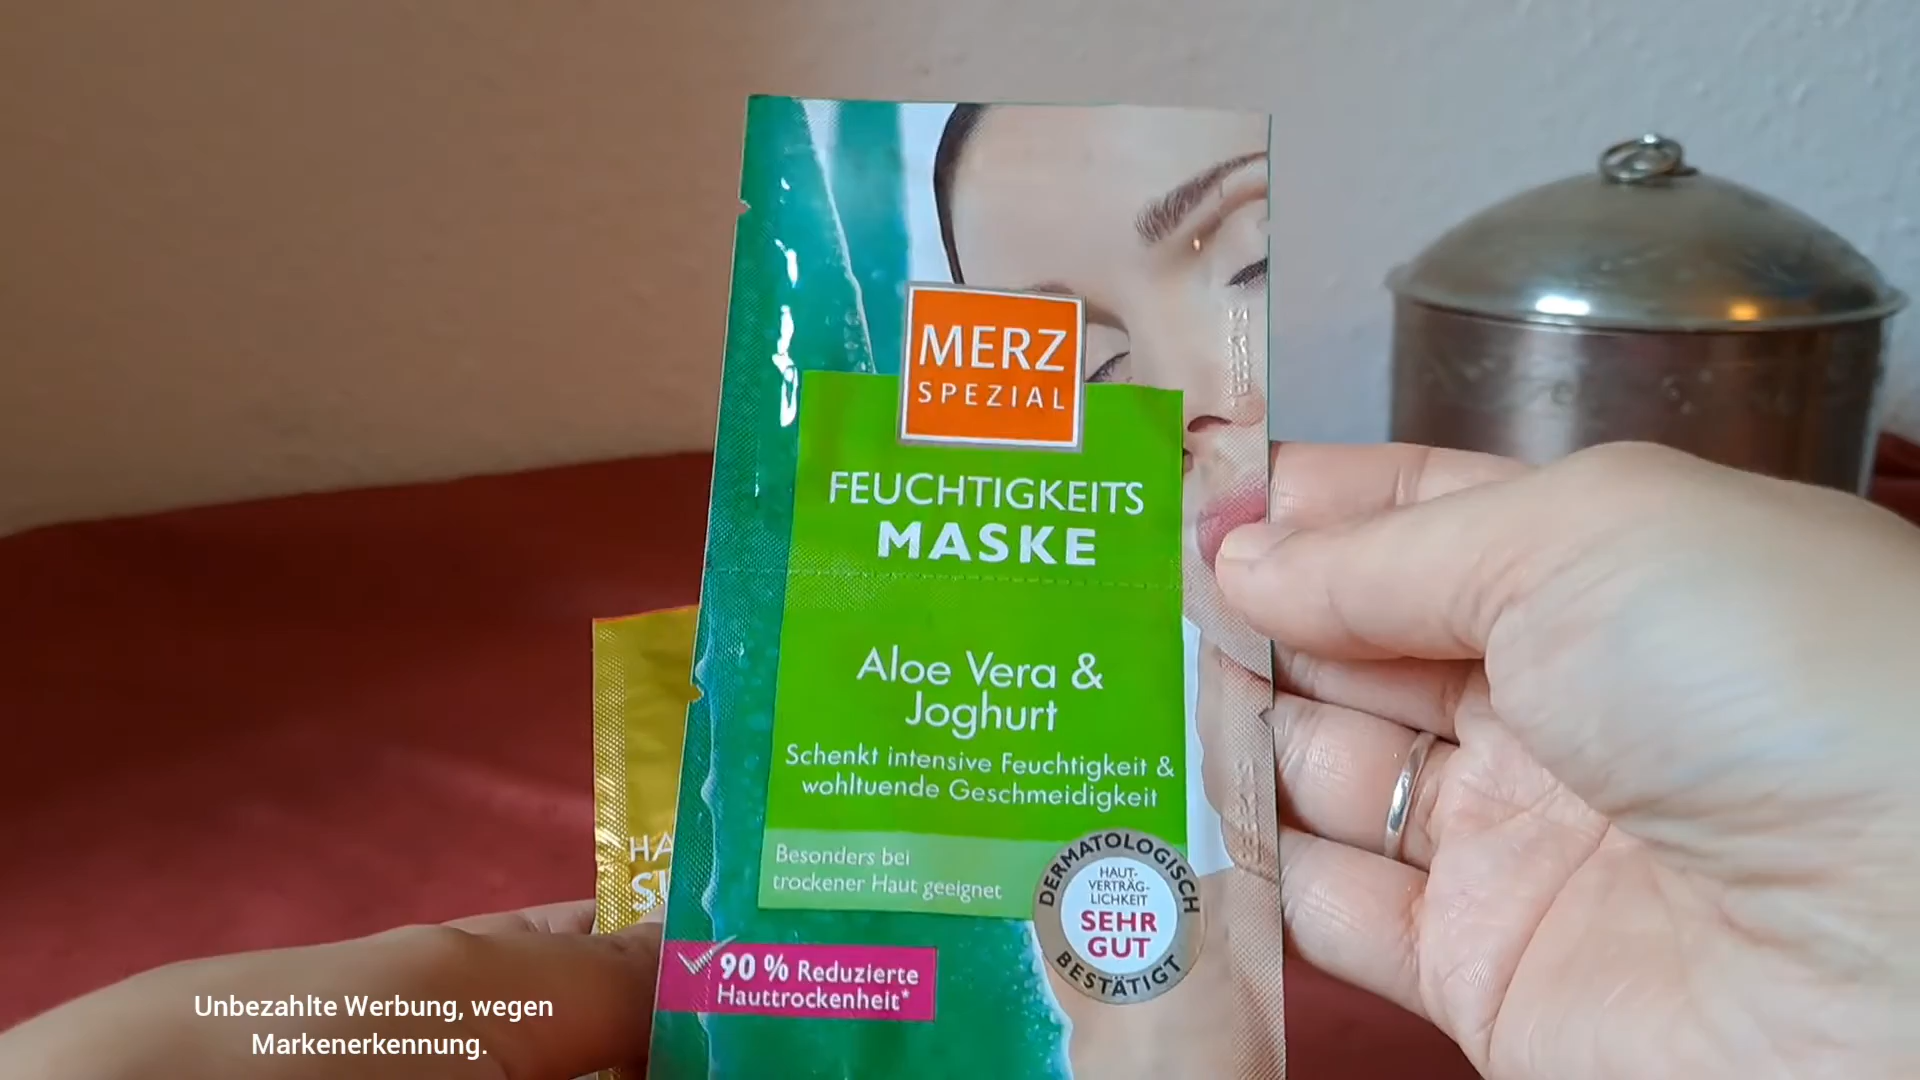 MERZ
SPEZIAL
FEUCHTIGKEITS
MASKE
Aloe Vera &
Joghurt
Schenkt intensive Feuchtigkeit &
wohltuende Geschmeidigkeit
Besonders bei
trockener Haut geeignet
DERMATOLOGISCH
HAUT-
VERTRÄG-
LICHKEIT
SEHR
GUT
BESTÄTIGT
90 % Reduzierte
Hauttrockenheit*
HA
Unbezahlte Werbung, wegen
Markenerkennung.